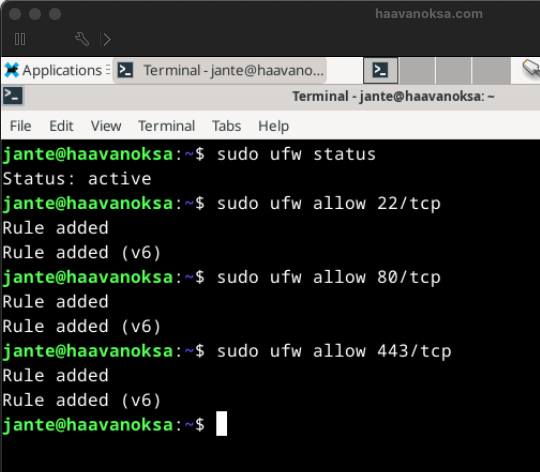 haavanoksa.com
Applications
Terminal - jante@haavano...
Terminal - jante@haavanoksa: ~
File Edit View Terminal Tabs Help
jante@haavanoksa:~$ sudo ufw status
Status: active
jante@haavanoksa:~$ sudo ufw allow 22/tcp
Rule added
Rule added (v6)
jante@haavanoksa:~$ sudo ufw allow 80/tcp
Rule added
Rule added (v6)
jante@haavanoksa:~$ sudo ufw allow 443/tcp
Rule added
Rule added (v6)
jante@haavanoksa:~$